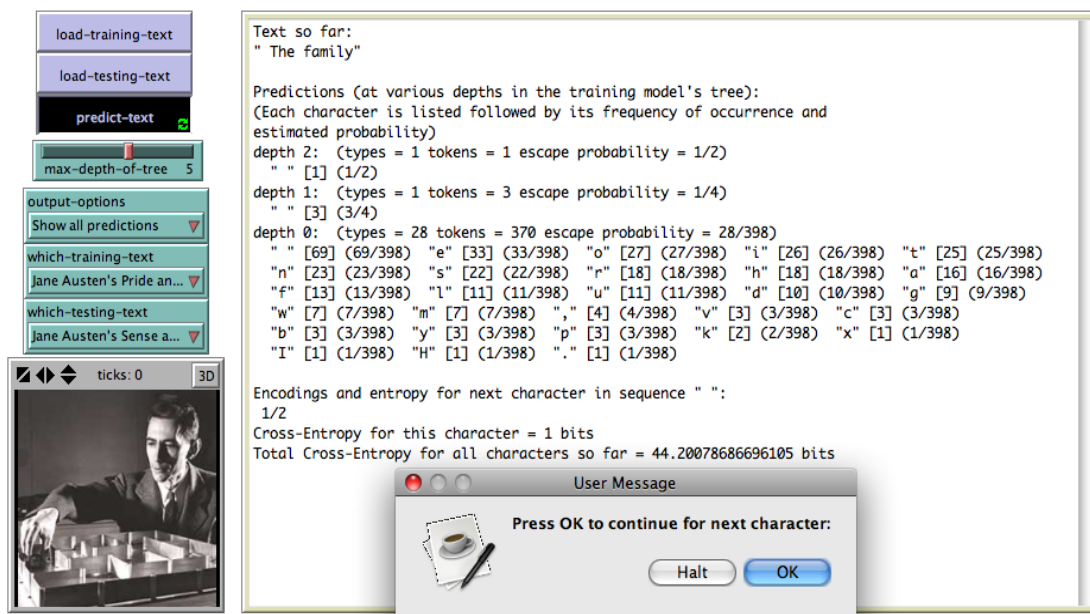 load-training-text
load-testing-text
predict-text
max-depth-of-tree 5
output-options
Show all predictions
which-training-text
Jane Austen's Pride an...
which-testing-text
Jane Austen's Sense a...
ticks: 0 3D
Text so far:
" The family"
Predictions (at various depths in the training model's tree):
(Each character is listed followed by its frequency of occurrence and
estimated probability)
depth 2: (types = 1 tokens = 1 escape probability = 1/2)
" " [1] (1/2)
depth 1: (types = 1 tokens = 3 escape probability = 1/4)
" " [3] (3/4)
depth 0: (types = 28 tokens = 370 escape probability = 28/398)
" " [69] (69/398) "e" [33] (33/398) "o" [27] (27/398) "i" [26] (26/398) "t" [25] (25/398)
"n" [23] (23/398) "s" [22] (22/398) "r" [18] (18/398) "h" [18] (18/398) "a" [16] (16/398)
"f" [13] (13/398) "l" [11] (11/398) "u" [11] (11/398) "d" [10] (10/398) "g" [9] (9/398)
"w" [7] (7/398) "m" [7] (7/398) "," [4] (4/398) "v" [3] (3/398) "c" [3] (3/398)
"b" [3] (3/398) "y" [3] (3/398) "p" [3] (3/398) "k" [2] (2/398) "x" [1] (1/398)
"I" [1] (1/398) "H" [1] (1/398) "." [1] (1/398)
Encodings and entropy for next character in sequence " ":
1/2
Cross-Entropy for this character = 1 bits
Total Cross-Entropy for all characters so far = 44.20078686696105 bits
User Message
Press OK to continue for next character:
Halt OK